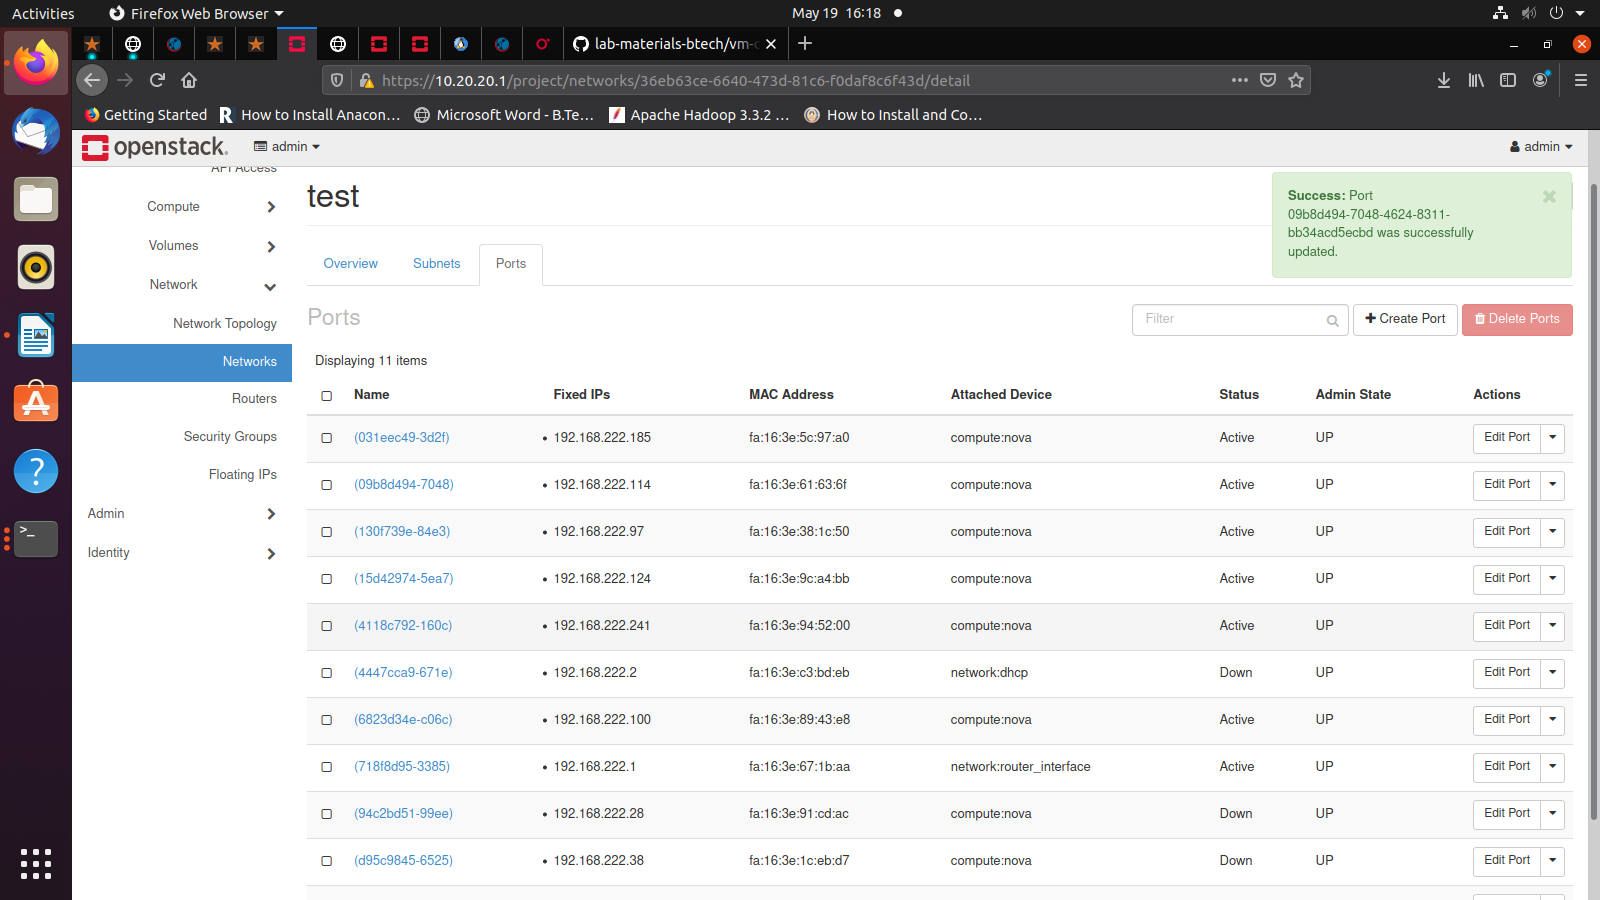 Activities
Firefox Web Browser
May 19 16:18
lab-materials-btech/vm-c
https://10.20.20.1/project/networks/36eb63ce-6640-473d-81c6-f0daf8c6f43d/detail
Getting Started
How to Install Anacon...
Microsoft Word - B.Te...
Apache Hadoop 3.3.2 ...
How to Install and Co...
openstack.
admin
admin
API Access
Compute
Volumes
Network
Network Topology
Networks
Routers
Security Groups
Floating IPs
Admin
Identity
test
Success: Port
09b8d494-7048-4624-8311-
bb34acd5ecbd was successfully
updated.
Overview Subnets Ports
Ports
Filter
Create Port
Delete Ports
Displaying 11 items
Name Fixed IPs MAC Address Attached Device Status Admin State Actions
(031eec49-3d2f) • 192.168.222.185 fa:16:3e:5c:97:a0 compute:nova Active UP Edit Port
(09b8d494-7048) • 192.168.222.114 fa:16:3e:61:63:6f compute:nova Active UP Edit Port
(130f739e-84e3) • 192.168.222.97 fa:16:3e:38:1c:50 compute:nova Active UP Edit Port
(15d42974-5ea7) • 192.168.222.124 fa:16:3e:9c:a4:bb compute:nova Active UP Edit Port
(4118c792-160c) • 192.168.222.241 fa:16:3e:94:52:00 compute:nova Active UP Edit Port
(4447cca9-671e) • 192.168.222.2 fa:16:3e:c3:bd:eb network:dhcp Down UP Edit Port
(6823d34e-c06c) • 192.168.222.100 fa:16:3e:89:43:e8 compute:nova Active UP Edit Port
(718f8d95-3385) • 192.168.222.1 fa:16:3e:67:1b:aa network:router_interface Active UP Edit Port
(94c2bd51-99ee) • 192.168.222.28 fa:16:3e:91:cd:ac compute:nova Down UP Edit Port
(d95c9845-6525) • 192.168.222.38 fa:16:3e:1c:eb:d7 compute:nova Down UP Edit Port